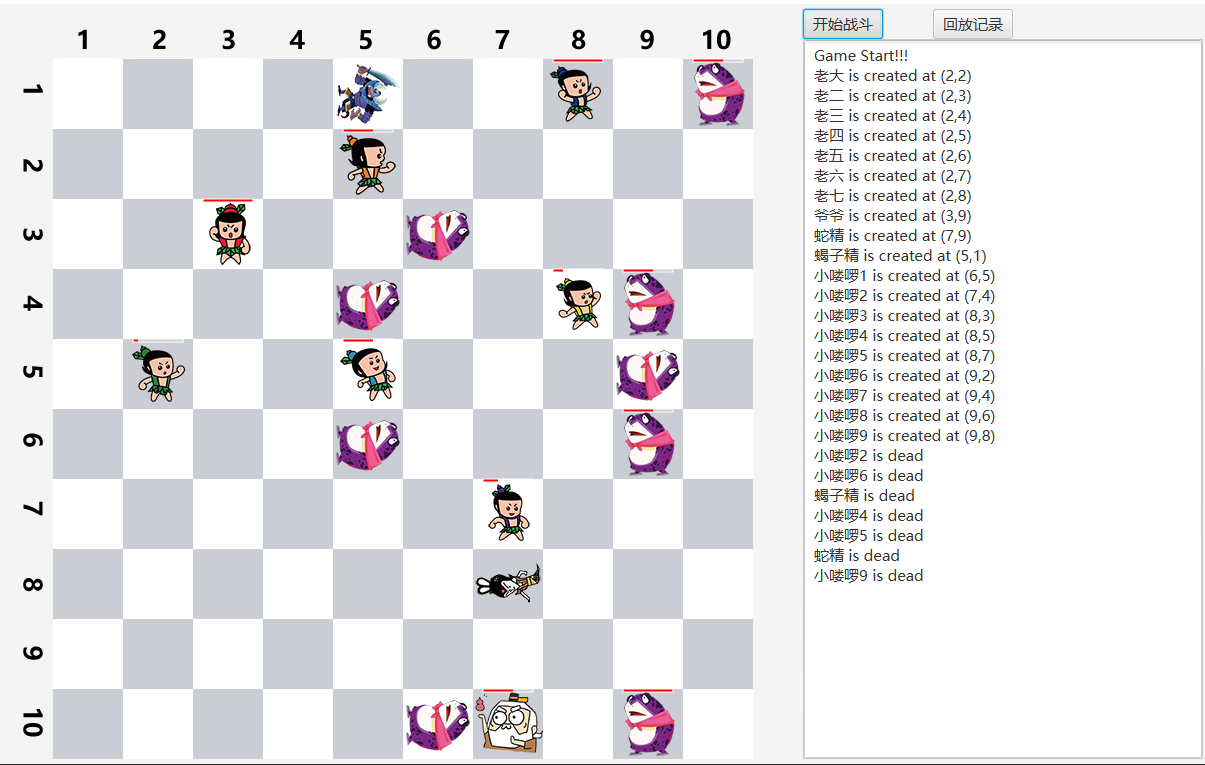 1 2 3 4 5 6 7 8 9 10
1
2
3
4
5
6
7
8
9
10
开始战斗
回放记录
Game Start!!!
老大 is created at (2,2)
老二 is created at (2,3)
老三 is created at (2,4)
老四 is created at (2,5)
老五 is created at (2,6)
老六 is created at (2,7)
老七 is created at (2,8)
爷爷 is created at (3,9)
蛇精 is created at (7,9)
蝎子精 is created at (5,1)
小喽啰1 is created at (6,5)
小喽啰2 is created at (7,4)
小喽啰3 is created at (8,3)
小喽啰4 is created at (8,5)
小喽啰5 is created at (8,7)
小喽啰6 is created at (9,2)
小喽啰7 is created at (9,4)
小喽啰8 is created at (9,6)
小喽啰9 is created at (9,8)
小喽啰2 is dead
小喽啰6 is dead
蝎子精 is dead
小喽啰4 is dead
小喽啰5 is dead
蛇精 is dead
小喽啰9 is dead